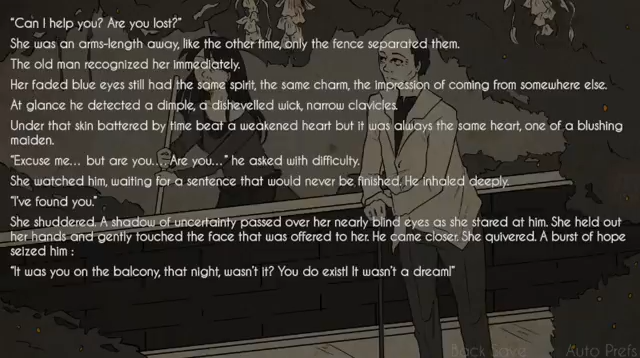 “Can I help you? Are you lost?”
She was an arms-length away, like the other time, only the fence separated them.
The old man recognized her immediately.
Her faded blue eyes still had the same spirit, the same charm, the impression of coming from somewhere else.
At glance he detected a dimple, a dishevelled wick, narrow clavicles.
Under that skin battered by time beat a weakened heart but it was always the same heart, one of a blushing
maiden.
“Excuse me... but are you.... Are you...” he asked with difficulty.
She watched him, waiting for a sentence that would never be finished. He inhaled deeply.
“I've found you.”
She shuddered. A shadow of uncertainty passed over her nearly blind eyes as she stared at him. She held out
her hands and gently touched the face that was offered to her. He came closer. She quivered. A burst of hope
seized him :
“It was you on the balcony, that night, wasn't it? You do exist! It wasn't a dream!”
Back Save Auto Prefs